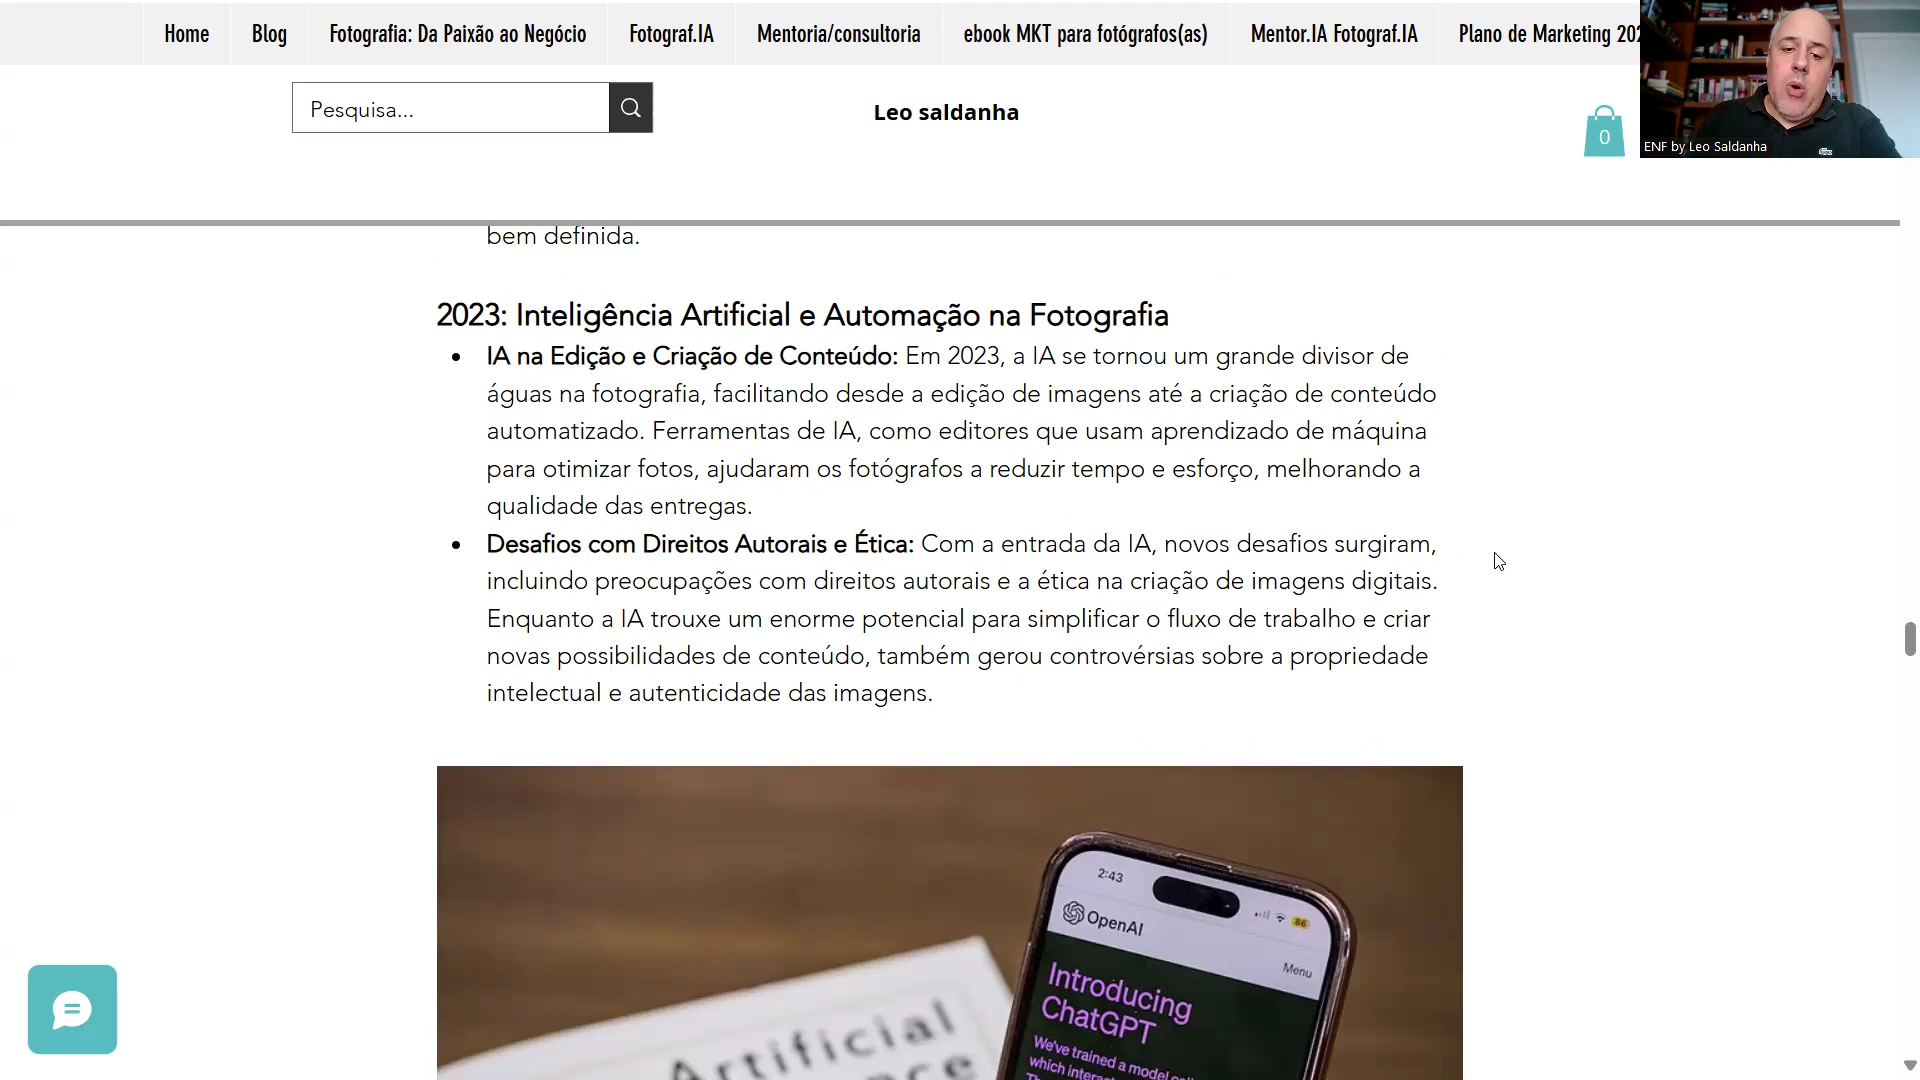 Home
Blog
Fotografia: Da Paixão ao Negócio
Fotograf.IA
Mentoria/consultoria
ebook MKT para fotógrafos(as)
Mentor.IA Fotograf.IA
Plano de Marketing 202
ENF by Leo Saldanha
Pesquisa...
Leo saldanha
0
bem definida.
2023: Inteligência Artificial e Automação na Fotografia
• IA na Edição e Criação de Conteúdo: Em 2023, a IA se tornou um grande divisor de
águas na fotografia, facilitando desde a edição de imagens até a criação de conteúdo
automatizado. Ferramentas de IA, como editores que usam aprendizado de máquina
para otimizar fotos, ajudaram os fotógrafos a reduzir tempo e esforço, melhorando a
qualidade das entregas.
• Desafios com Direitos Autorais e Ética: Com a entrada da IA, novos desafios surgiram,
incluindo preocupações com direitos autorais e a ética na criação de imagens digitais.
Enquanto a IA trouxe um enorme potencial para simplificar o fluxo de trabalho e criar
novas possibilidades de conteúdo, também gerou controvérsias sobre a propriedade
intelectual e autenticidade das imagens.
2:43
86
OpenAI
Menu
Introducing
ChatGPT
We've trained a model
which
Artificial